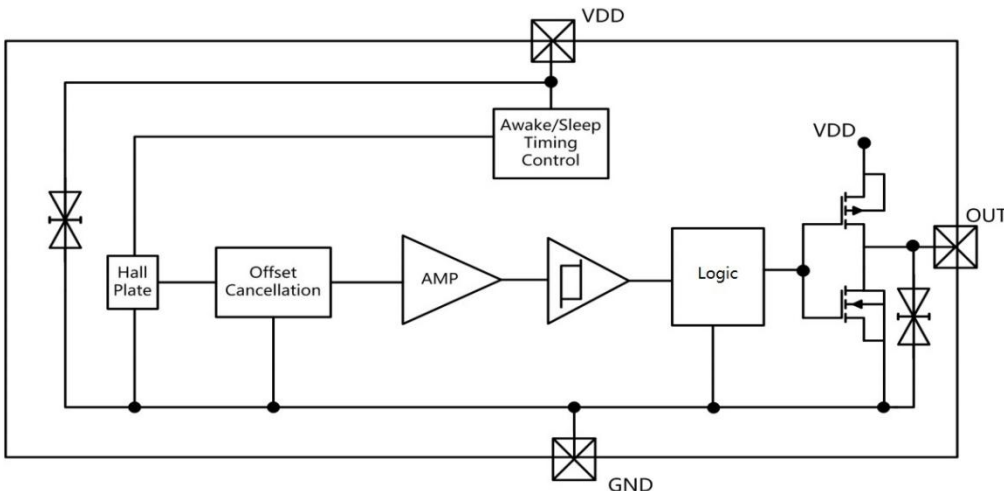 VDD
Awake/Sleep
Timing
Control
VDD
OUT
Hall
Plate
Offset
Cancellation
AMP
Logic
GND